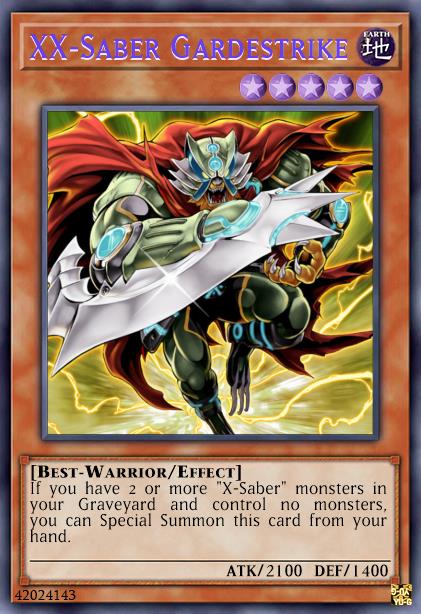 XX-Saber Gardestrike
EARTH
地
[Best-Warrior/Effect]
If you have 2 or more "X-Saber" monsters in
your Graveyard and control no monsters,
you can Special Summon this card from your
hand.
ATK/2100 DEF/1400
42024143